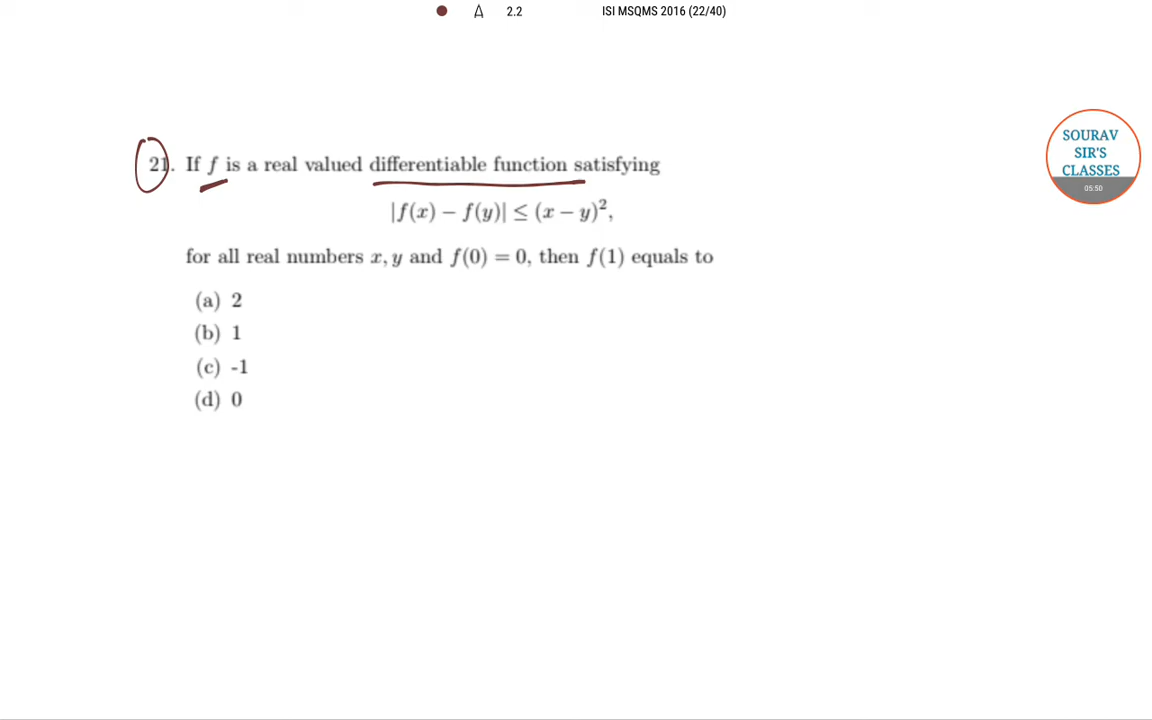 A 2.2 ISI MSQMS 2016 (22/40)
SOURAV
SIR'S
CLASSES
05:50
21. If f is a real valued differentiable function satisfying
|f(x) − f(y)| ≤ (x − y)²,
for all real numbers x, y and f(0) = 0, then f(1) equals to
(a) 2
(b) 1
(c) -1
(d) 0